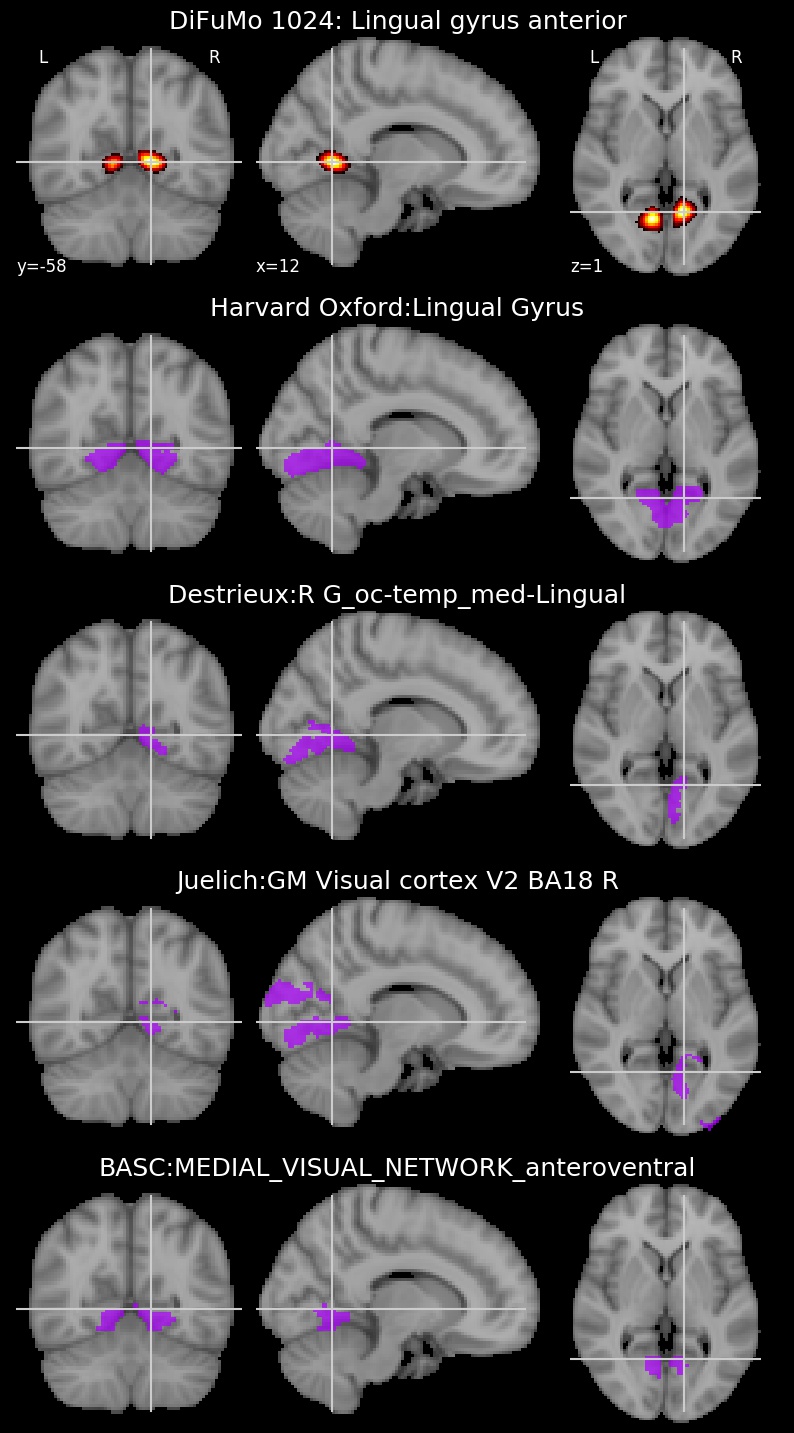 DiFuMo 1024: Lingual gyrus anterior
L R L R
y=-58 x=12 z=1
Harvard Oxford:Lingual Gyrus
Destrieux:R G_oc-temp_med-Lingual
Juelich:GM Visual cortex V2 BA18 R
BASC:MEDIAL_VISUAL_NETWORK_anteroventral